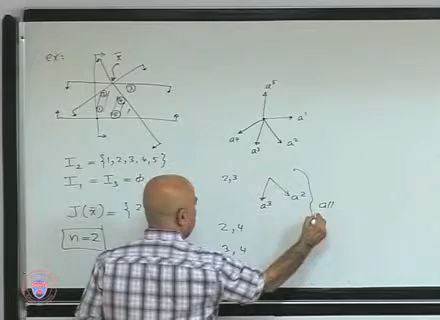 ex:
x̄
I₂ = {1,2,3,4,5}
I₁ = I₃ = ϕ
J(x̄) = { 2
n=2
a⁵
a¹
a²
a³
a⁴
2,3
a³
a²
2,4
3,4
all